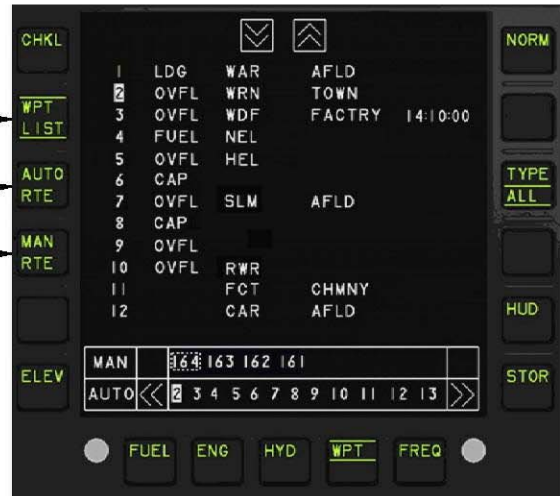 CHKL
NORM
1 LDG WAR AFLD
2 OVFL WRN TOWN
3 OVFL WDF FACTRY 14:10:00
4 FUEL NEL
5 OVFL HEL
6 CAP
7 OVFL SLM AFLD
8 CAP
9 OVFL
10 OVFL RWR
11 FCT CHMNY
12 CAR AFLD
WPT
LIST
AUTO
RTE
TYPE
ALL
MAN
RTE
HUD
ELEV
STOR
MAN 164 163 162 161
AUTO << 2 3 4 5 6 7 8 9 10 11 12 13 >>
FUEL ENG HYD WPT FREQ